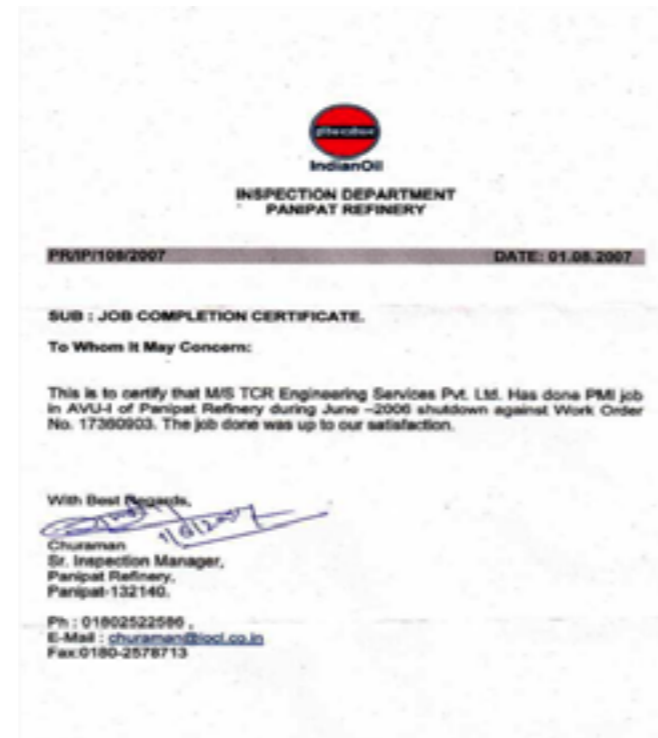 IndianOil
INSPECTION DEPARTMENT
PANIPAT REFINERY
PR/IP/108/2007 DATE: 01.08.2007
SUB : JOB COMPLETION CERTIFICATE.
To Whom It May Concern:
This is to certify that M/S TCR Engineering Services Pvt. Ltd. Has done PMI job
in AVU-I of Panipat Refinery during June –2006 shutdown against Work Order
No. 17360903. The job done was up to our satisfaction.
With Best Regards,
1/8/2007
Churaman
Sr. Inspection Manager,
Panipat Refinery,
Panipat-132140.
Ph : 01802522586 ,
E-Mail : churaman@iocl.co.in
Fax:0180-2578713